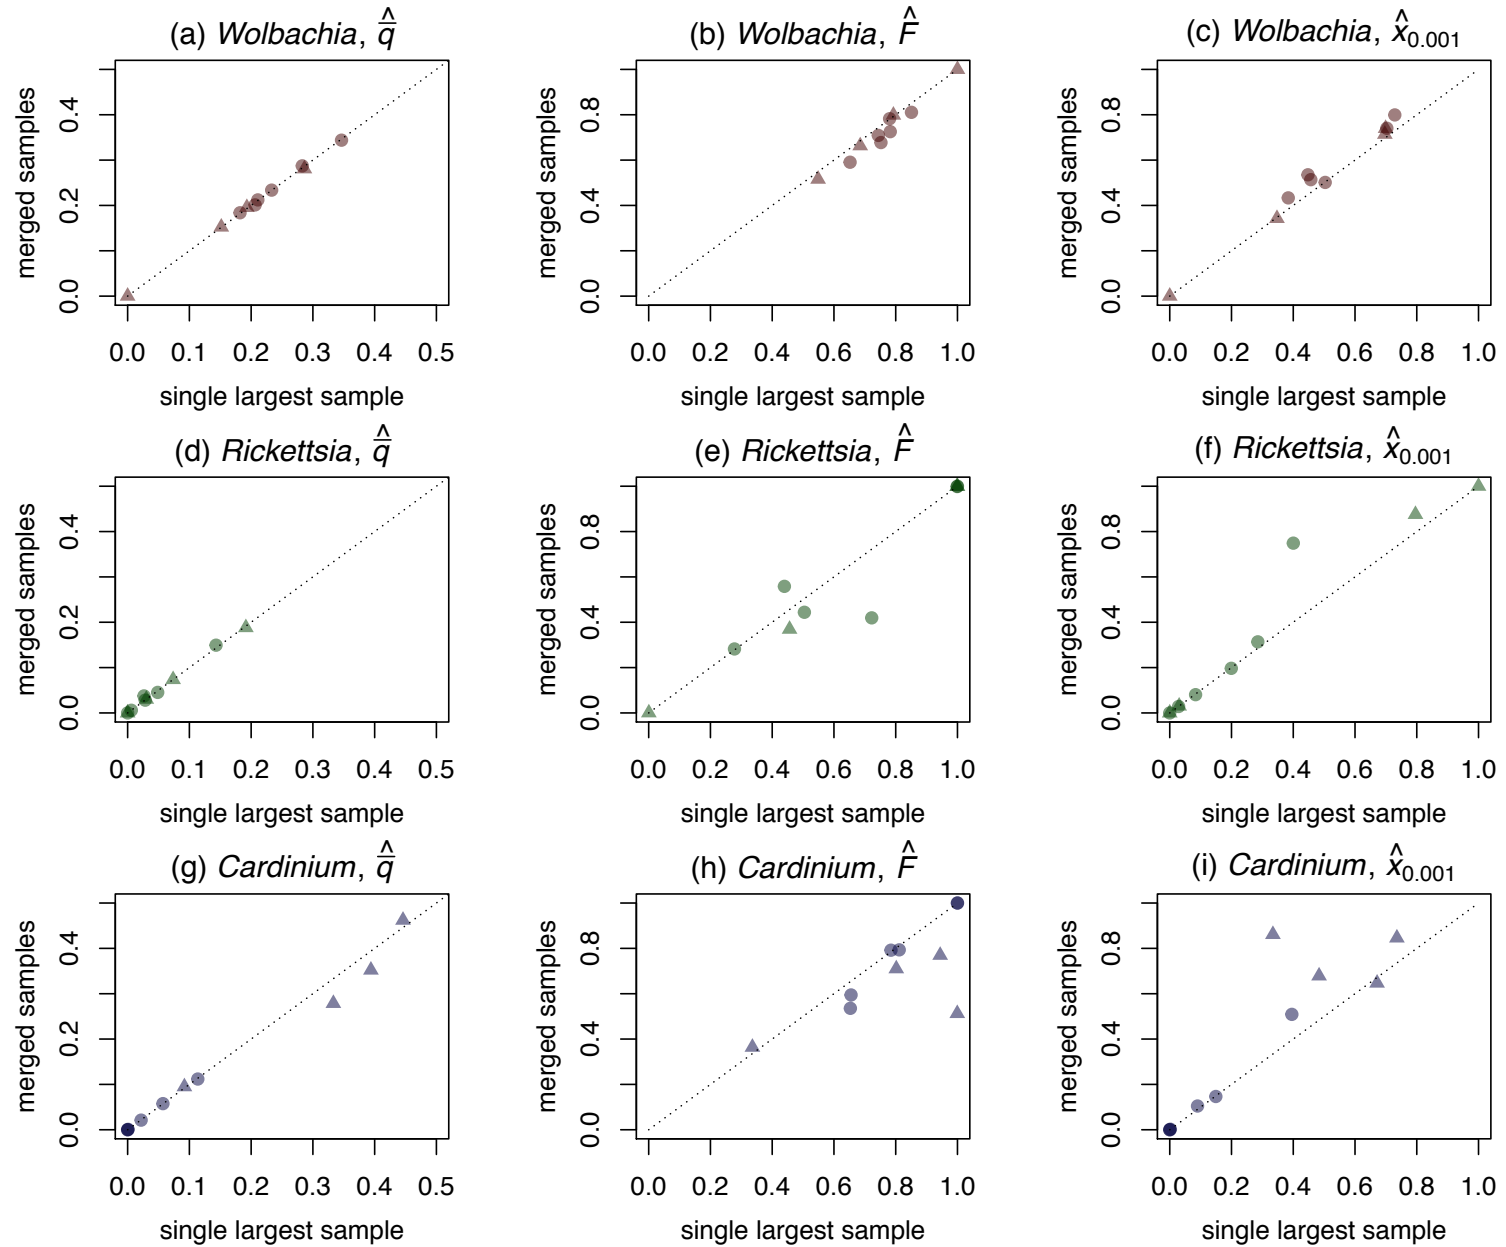 (a) Wolbachia, q̂̅
(b) Wolbachia, F̂
(c) Wolbachia, x̂0.001
merged samples
0.0 0.2 0.4
0.0 0.1 0.2 0.3 0.4 0.5
single largest sample
merged samples
0.0 0.4 0.8
0.0 0.2 0.4 0.6 0.8 1.0
single largest sample
merged samples
0.0 0.4 0.8
0.0 0.2 0.4 0.6 0.8 1.0
single largest sample
(d) Rickettsia, q̂̅
(e) Rickettsia, F̂
(f) Rickettsia, x̂0.001
merged samples
0.0 0.2 0.4
0.0 0.1 0.2 0.3 0.4 0.5
single largest sample
merged samples
0.0 0.4 0.8
0.0 0.2 0.4 0.6 0.8 1.0
single largest sample
merged samples
0.0 0.4 0.8
0.0 0.2 0.4 0.6 0.8 1.0
single largest sample
(g) Cardinium, q̂̅
(h) Cardinium, F̂
(i) Cardinium, x̂0.001
merged samples
0.0 0.2 0.4
0.0 0.1 0.2 0.3 0.4 0.5
single largest sample
merged samples
0.0 0.4 0.8
0.0 0.2 0.4 0.6 0.8 1.0
single largest sample
merged samples
0.0 0.4 0.8
0.0 0.2 0.4 0.6 0.8 1.0
single largest sample